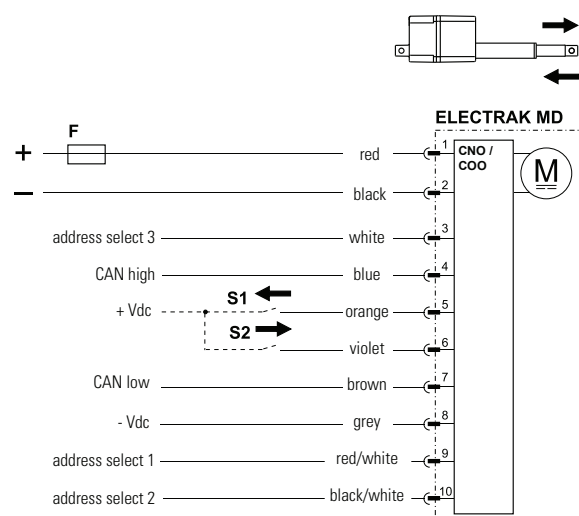 ELECTRAK MD
F
+ red 1 CNO /
COO
M
– black 2
address select 3 white 3
CAN high blue 4
S1
+ Vdc orange 5
S2
violet 6
CAN low brown 7
- Vdc grey 8
address select 1 red/white 9
address select 2 black/white 10